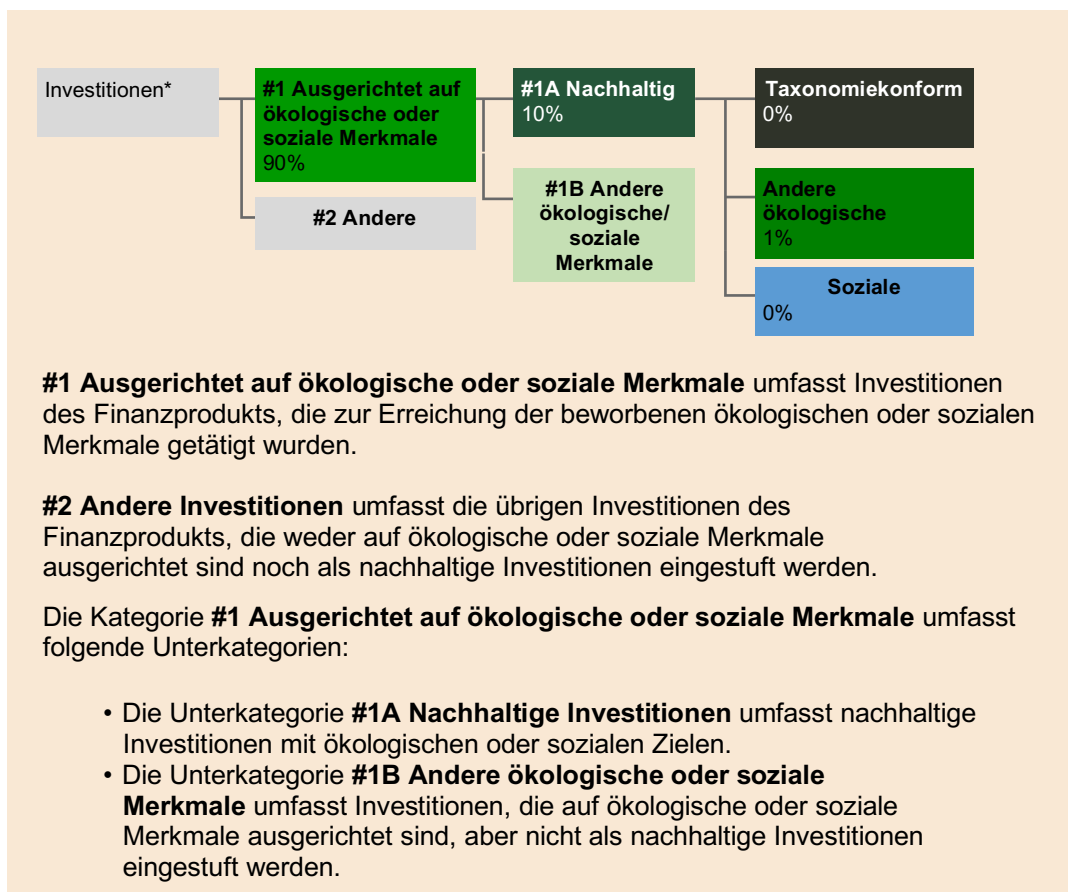 Investitionen*
#1 Ausgerichtet auf
ökologische oder
soziale Merkmale
90%
#2 Andere
#1A Nachhaltig
10%
#1B Andere
ökologische/
soziale
Merkmale
Taxonomiekonform
0%
Andere
ökologische
1%
Soziale
0%
#1 Ausgerichtet auf ökologische oder soziale Merkmale umfasst Investitionen
des Finanzprodukts, die zur Erreichung der beworbenen ökologischen oder sozialen
Merkmale getätigt wurden.
#2 Andere Investitionen umfasst die übrigen Investitionen des
Finanzprodukts, die weder auf ökologische oder soziale Merkmale
ausgerichtet sind noch als nachhaltige Investitionen eingestuft werden.
Die Kategorie #1 Ausgerichtet auf ökologische oder soziale Merkmale umfasst
folgende Unterkategorien:
• Die Unterkategorie #1A Nachhaltige Investitionen umfasst nachhaltige
Investitionen mit ökologischen oder sozialen Zielen.
• Die Unterkategorie #1B Andere ökologische oder soziale
Merkmale umfasst Investitionen, die auf ökologische oder soziale
Merkmale ausgerichtet sind, aber nicht als nachhaltige Investitionen
eingestuft werden.